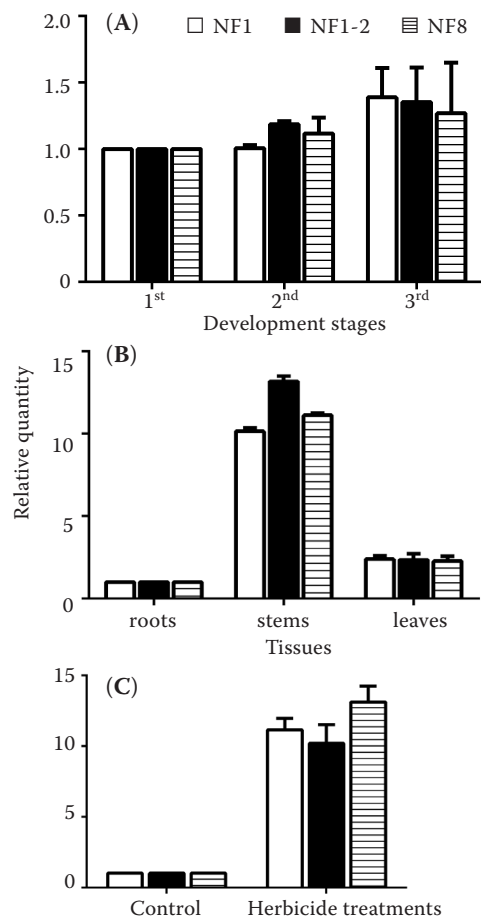 (A) NF1 NF1-2 NF8
2.0
1.5
1.0
0.5
0
1st 2nd 3rd
Development stages
(B)
15
10
5
0
Relative quantity
roots stems leaves
Tissues
(C)
15
10
5
0
Control Herbicide treatments